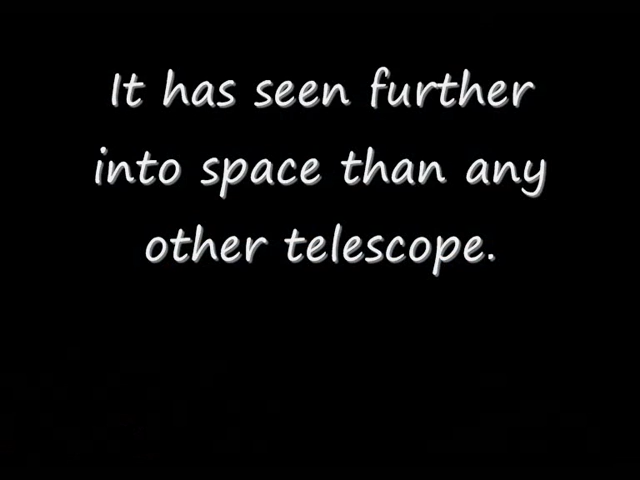 It has seen further
into space than any
other telescope.